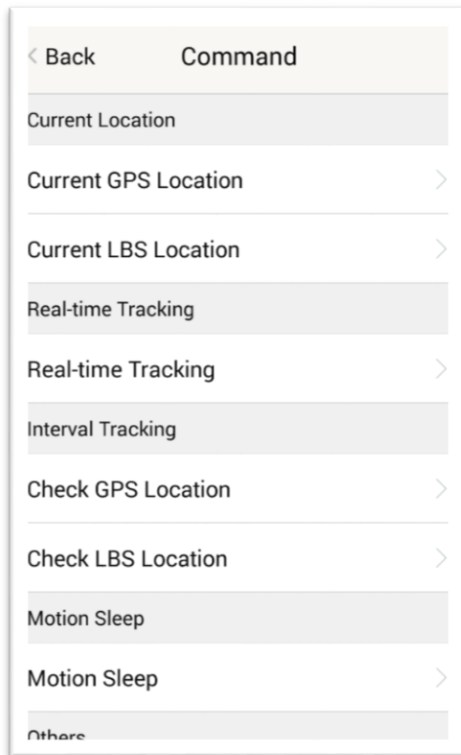 Back Command
Current Location
Current GPS Location
Current LBS Location
Real-time Tracking
Real-time Tracking
Interval Tracking
Check GPS Location
Check LBS Location
Motion Sleep
Motion Sleep
Others